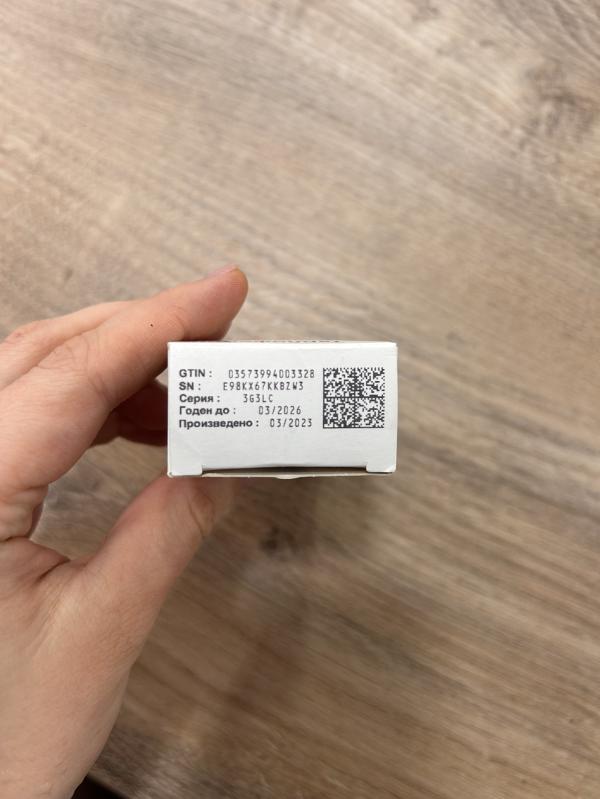 GTIN : 03573994003328
SN : E98KX67KKBZW3
Серия : 3G3LC
Годен до : 03/2026
Произведено : 03/2023